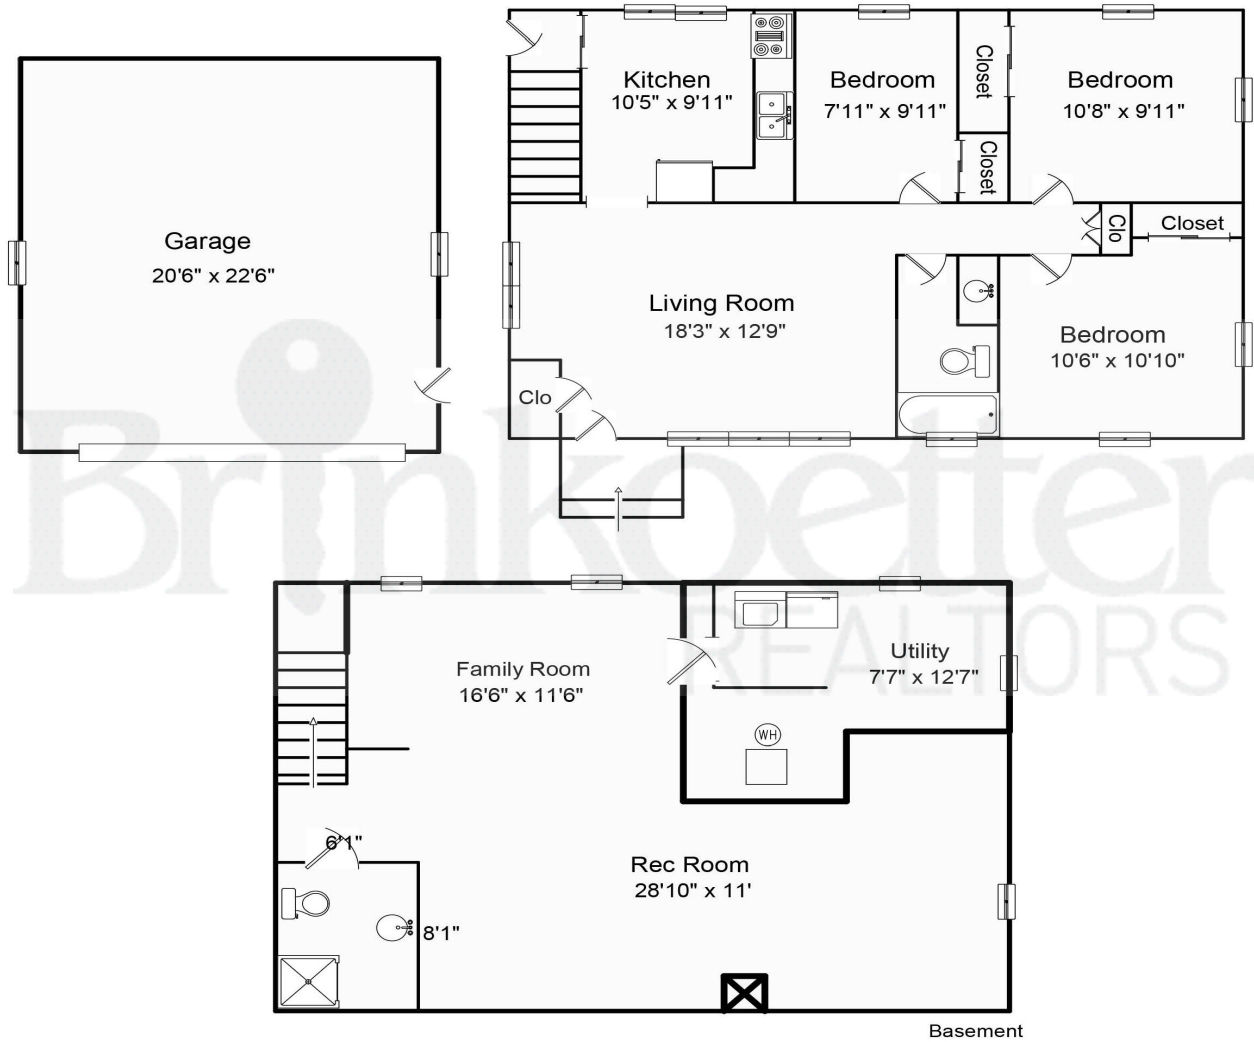 Garage
20'6" x 22'6"
Kitchen
10'5" x 9'11"
Bedroom
7'11" x 9'11"
Closet
Closet
Bedroom
10'8" x 9'11"
Clo
Closet
Living Room
18'3" x 12'9"
Clo
Bedroom
10'6" x 10'10"
Brinkoetter
REALTORS
Family Room
16'6" x 11'6"
Utility
7'7" x 12'7"
WH
6'1"
8'1"
Rec Room
28'10" x 11'
Basement